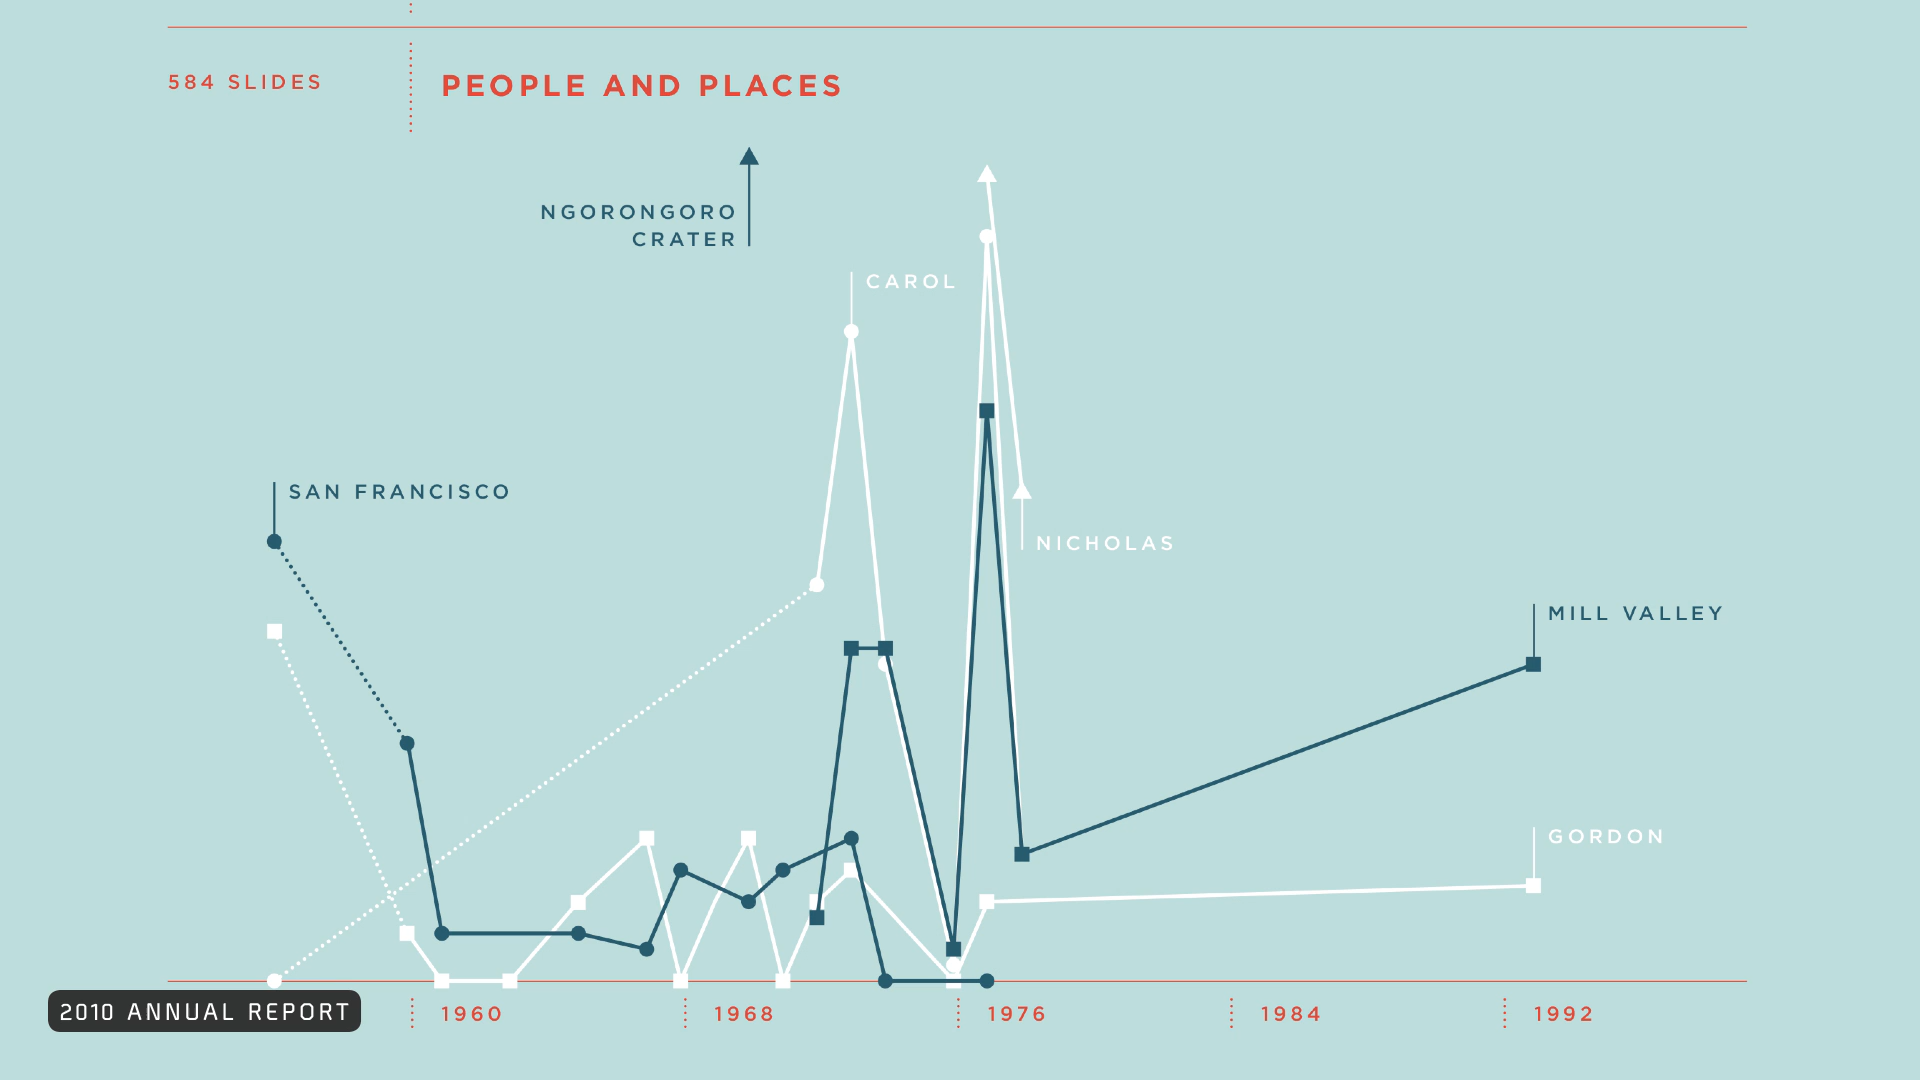 584 SLIDES
PEOPLE AND PLACES
NGORONGORO
CRATER
CAROL
SAN FRANCISCO
NICHOLAS
MILL VALLEY
GORDON
2010 ANNUAL REPORT
1960
1968
1976
1984
1992